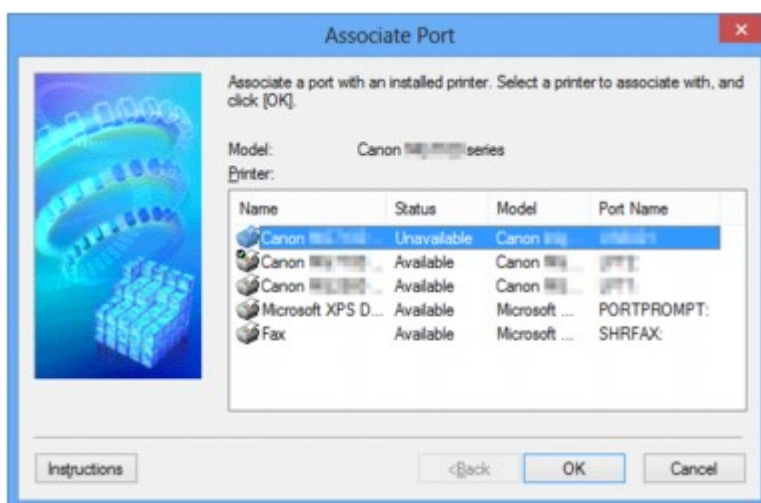 Associate Port
Associate a port with an installed printer. Select a printer to associate with, and
click [OK].
Model: Canon series
Printer:
Name Status Model Port Name
Canon ... Unavailable Canon
Canon ... Available Canon ...
Canon ... Available Canon ...
Microsoft XPS D... Available Microsoft ... PORTPROMPT:
Fax Available Microsoft ... SHRFAX:
Instructions <Back OK Cancel